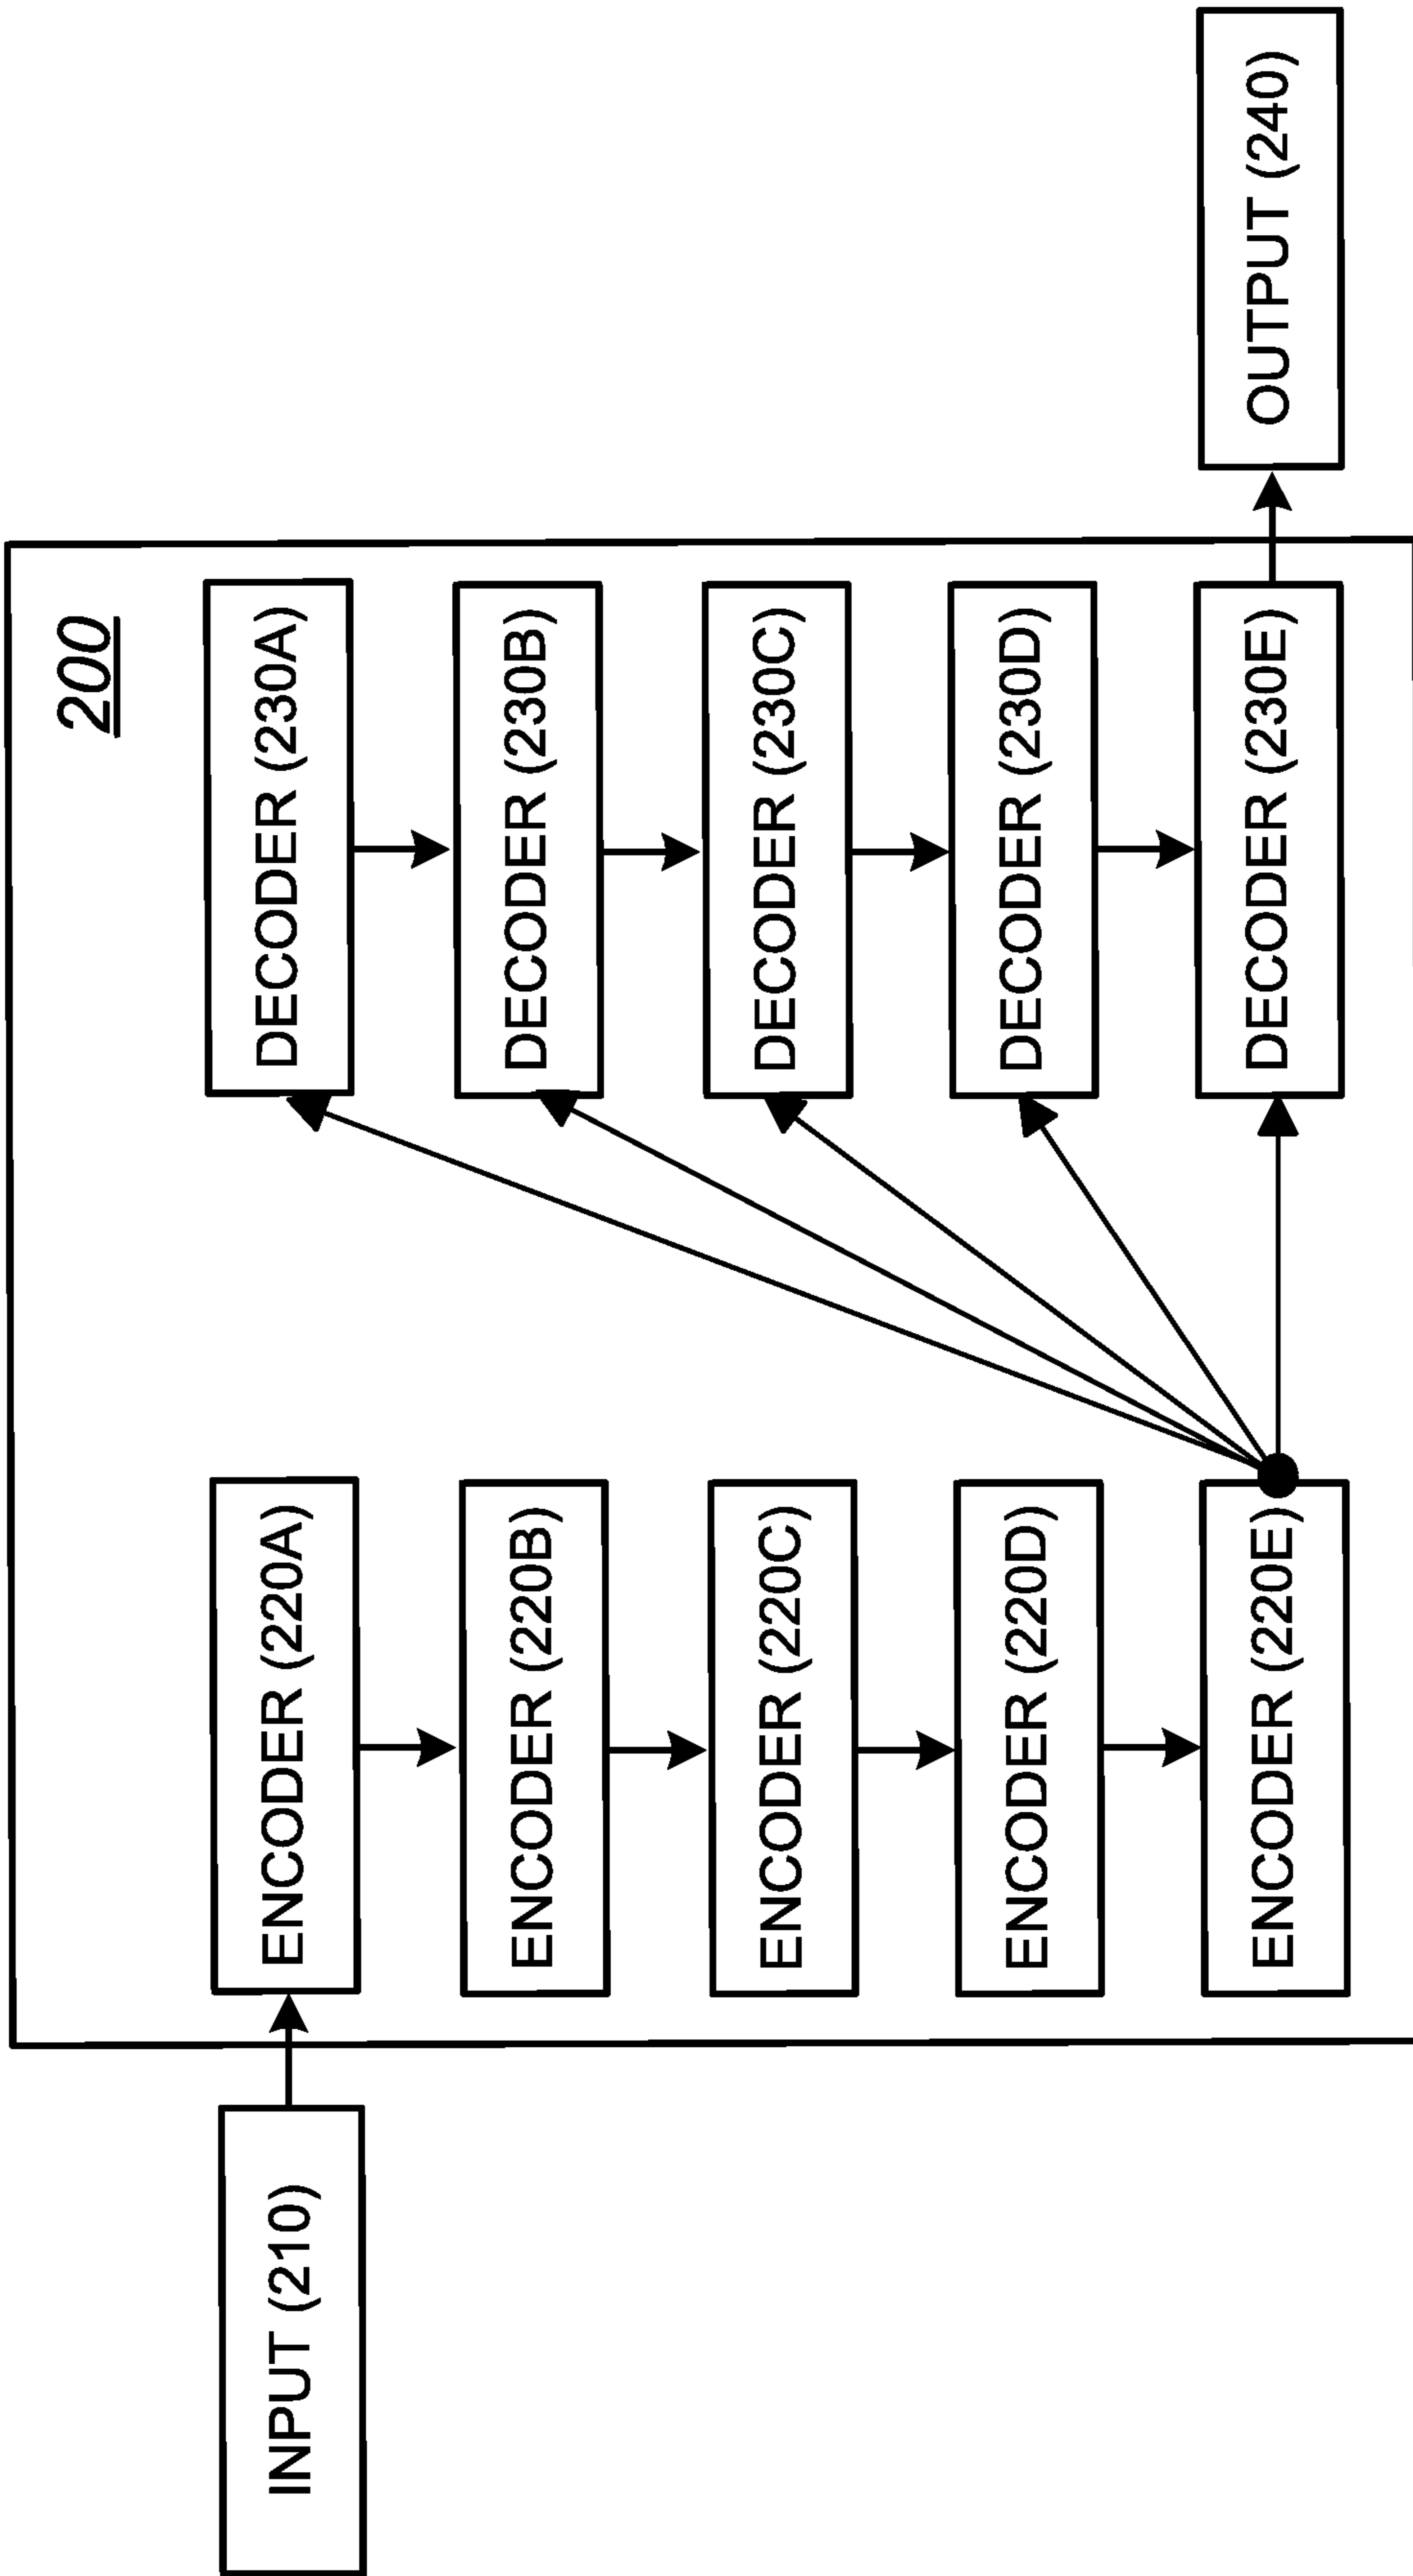 200
INPUT (210)
ENCODER (220A)
ENCODER (220B)
ENCODER (220C)
ENCODER (220D)
ENCODER (220E)
DECODER (230A)
DECODER (230B)
DECODER (230C)
DECODER (230D)
DECODER (230E)
OUTPUT (240)